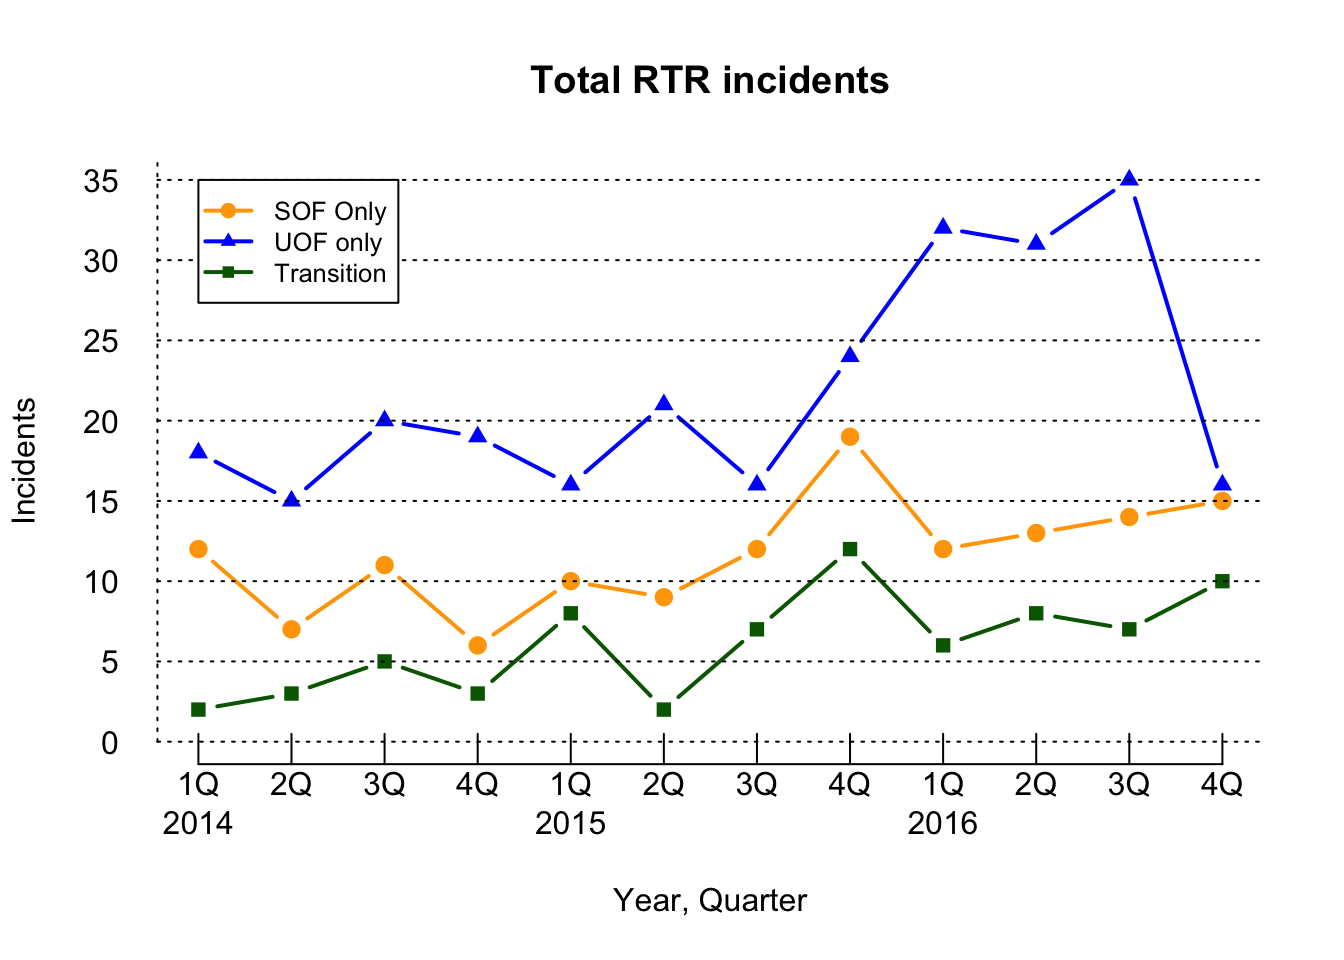 Total RTR incidents
35
30
25
20
15
10
5
0
Incidents
SOF Only
UOF only
Transition
1Q 2Q 3Q 4Q 1Q 2Q 3Q 4Q 1Q 2Q 3Q 4Q
2014 2015 2016
Year, Quarter